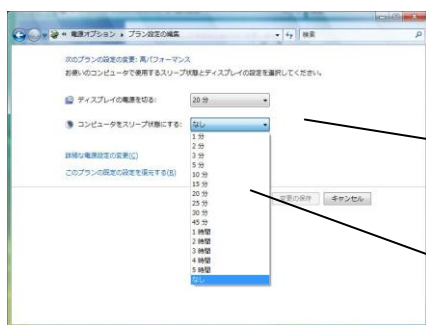 « 電源オプション ▸ プラン設定の編集
検索
次のプランの設定の変更: 高パフォーマンス
お使いのコンピュータで使用するスリープ状態とディスプレイの設定を選択してください。
ディスプレイの電源を切る: 20 分
コンピュータをスリープ状態にする: なし
1 分
2 分
3 分
5 分
詳細な電源設定の変更(C)
10 分
15 分
このプランの既定の設定を復元する(R)
20 分
25 分
30 分
変更の保存 キャンセル
45 分
1 時間
2 時間
3 時間
4 時間
5 時間
なし